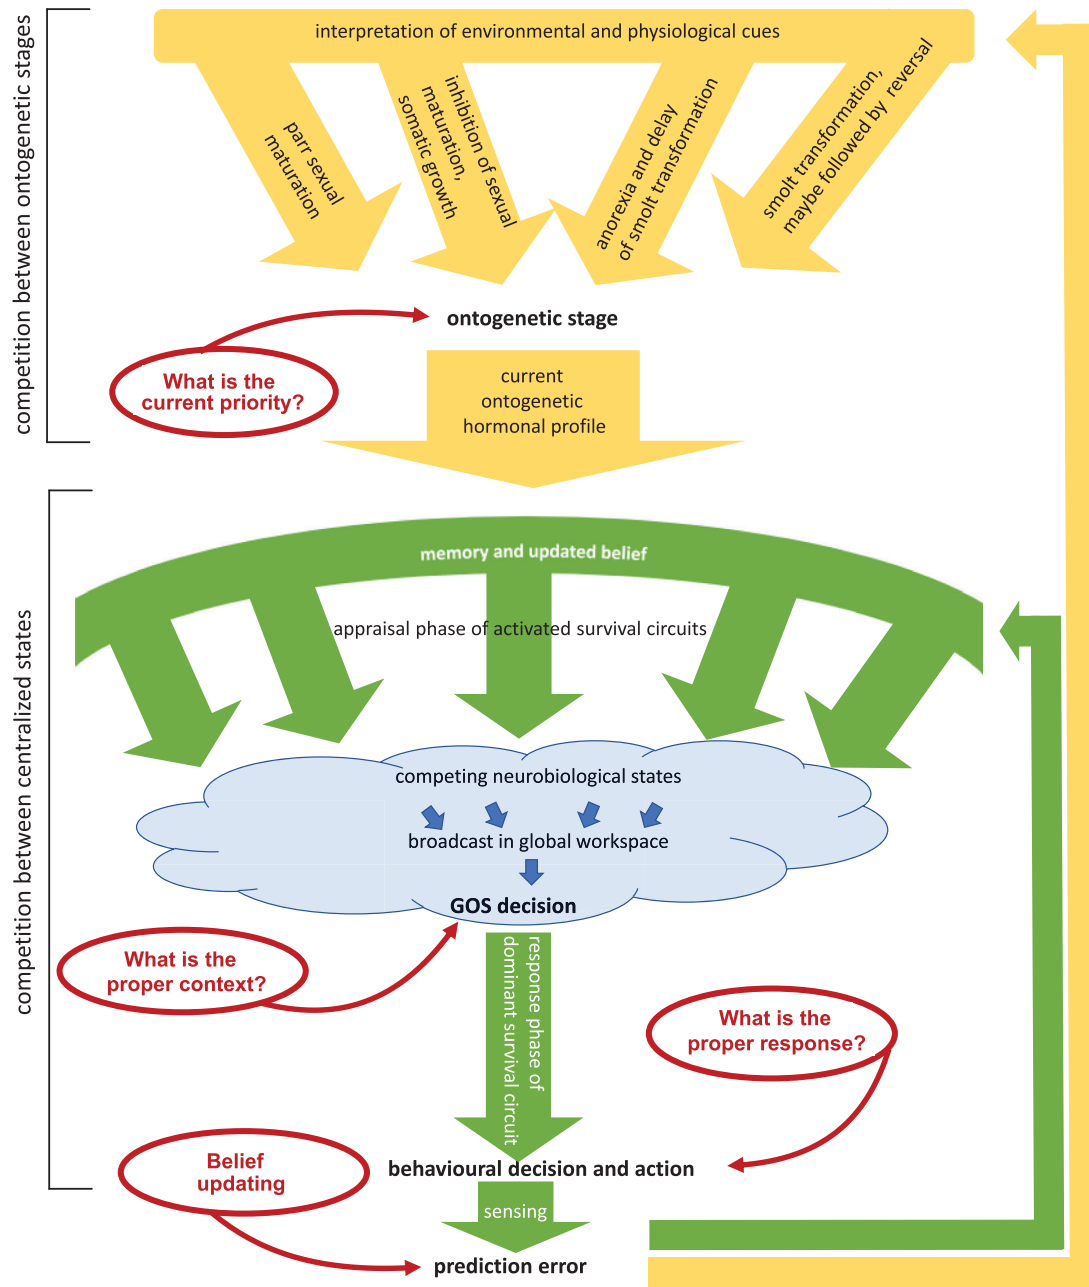 competition between ontogenetic stages
interpretation of environmental and physiological cues
parr sexual
maturation
inhibition of sexual
maturation,
somatic growth
anorexia and delay
of smolt transformation
smolt transformation,
maybe followed by reversal
ontogenetic stage
What is the
current priority?
current
ontogenetic
hormonal profile
competition between centralized states
memory and updated belief
appraisal phase of activated survival circuits
competing neurobiological states
broadcast in global workspace
GOS decision
What is the
proper context?
response phase of
dominant survival circuit
What is the
proper response?
behavioural decision and action
Belief
updating
sensing
prediction error